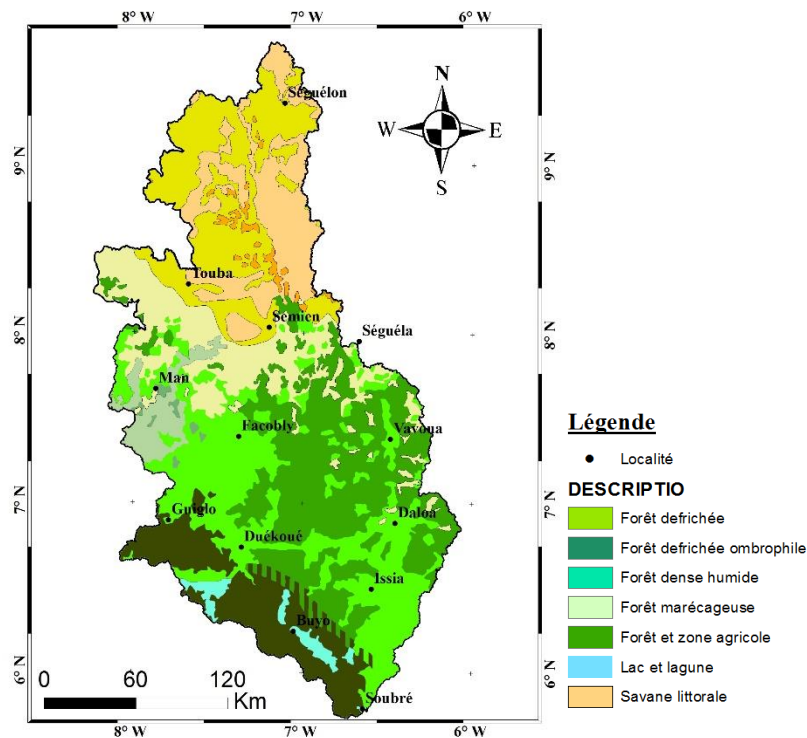 8° W 7° W 6° W
N
W E
S
9° N 9° N
8° N 8° N
7° N 7° N
6° N 6° N
Séguélon
Touba
Sémien
Séguéla
Man
Facobly
Vavoua
Guiglo
Daloa
Duékoué
Issia
Buyo
Soubré
0 60 120
Km
8° W 7° W 6° W
Légende
Localité
DESCRIPTIO
Forêt defrichée
Forêt defrichée ombrophile
Forêt dense humide
Forêt marécageuse
Forêt et zone agricole
Lac et lagune
Savane littorale